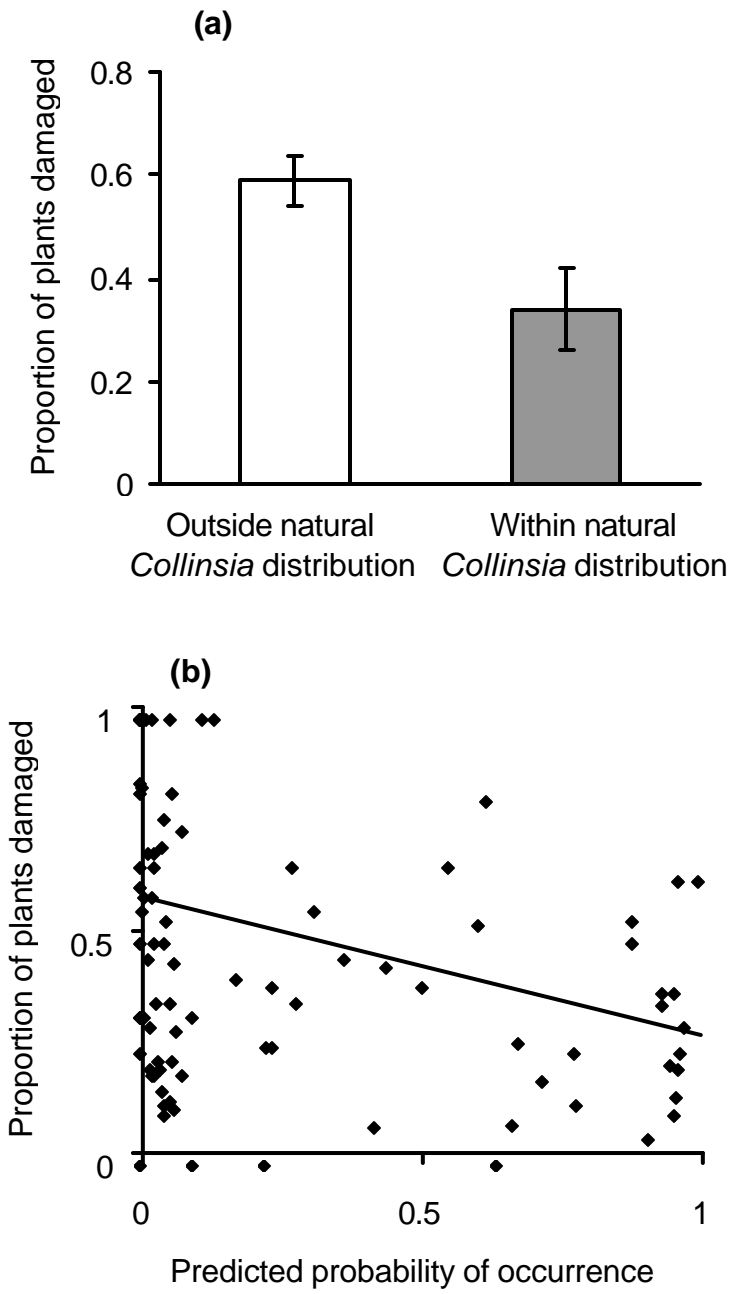 (a)
Proportion of plants damaged
0.8
0.6
0.4
0.2
0
Outside natural
Collinsia distribution
Within natural
Collinsia distribution
(b)
Proportion of plants damaged
1
0.5
0
0
0.5
1
Predicted probability of occurrence